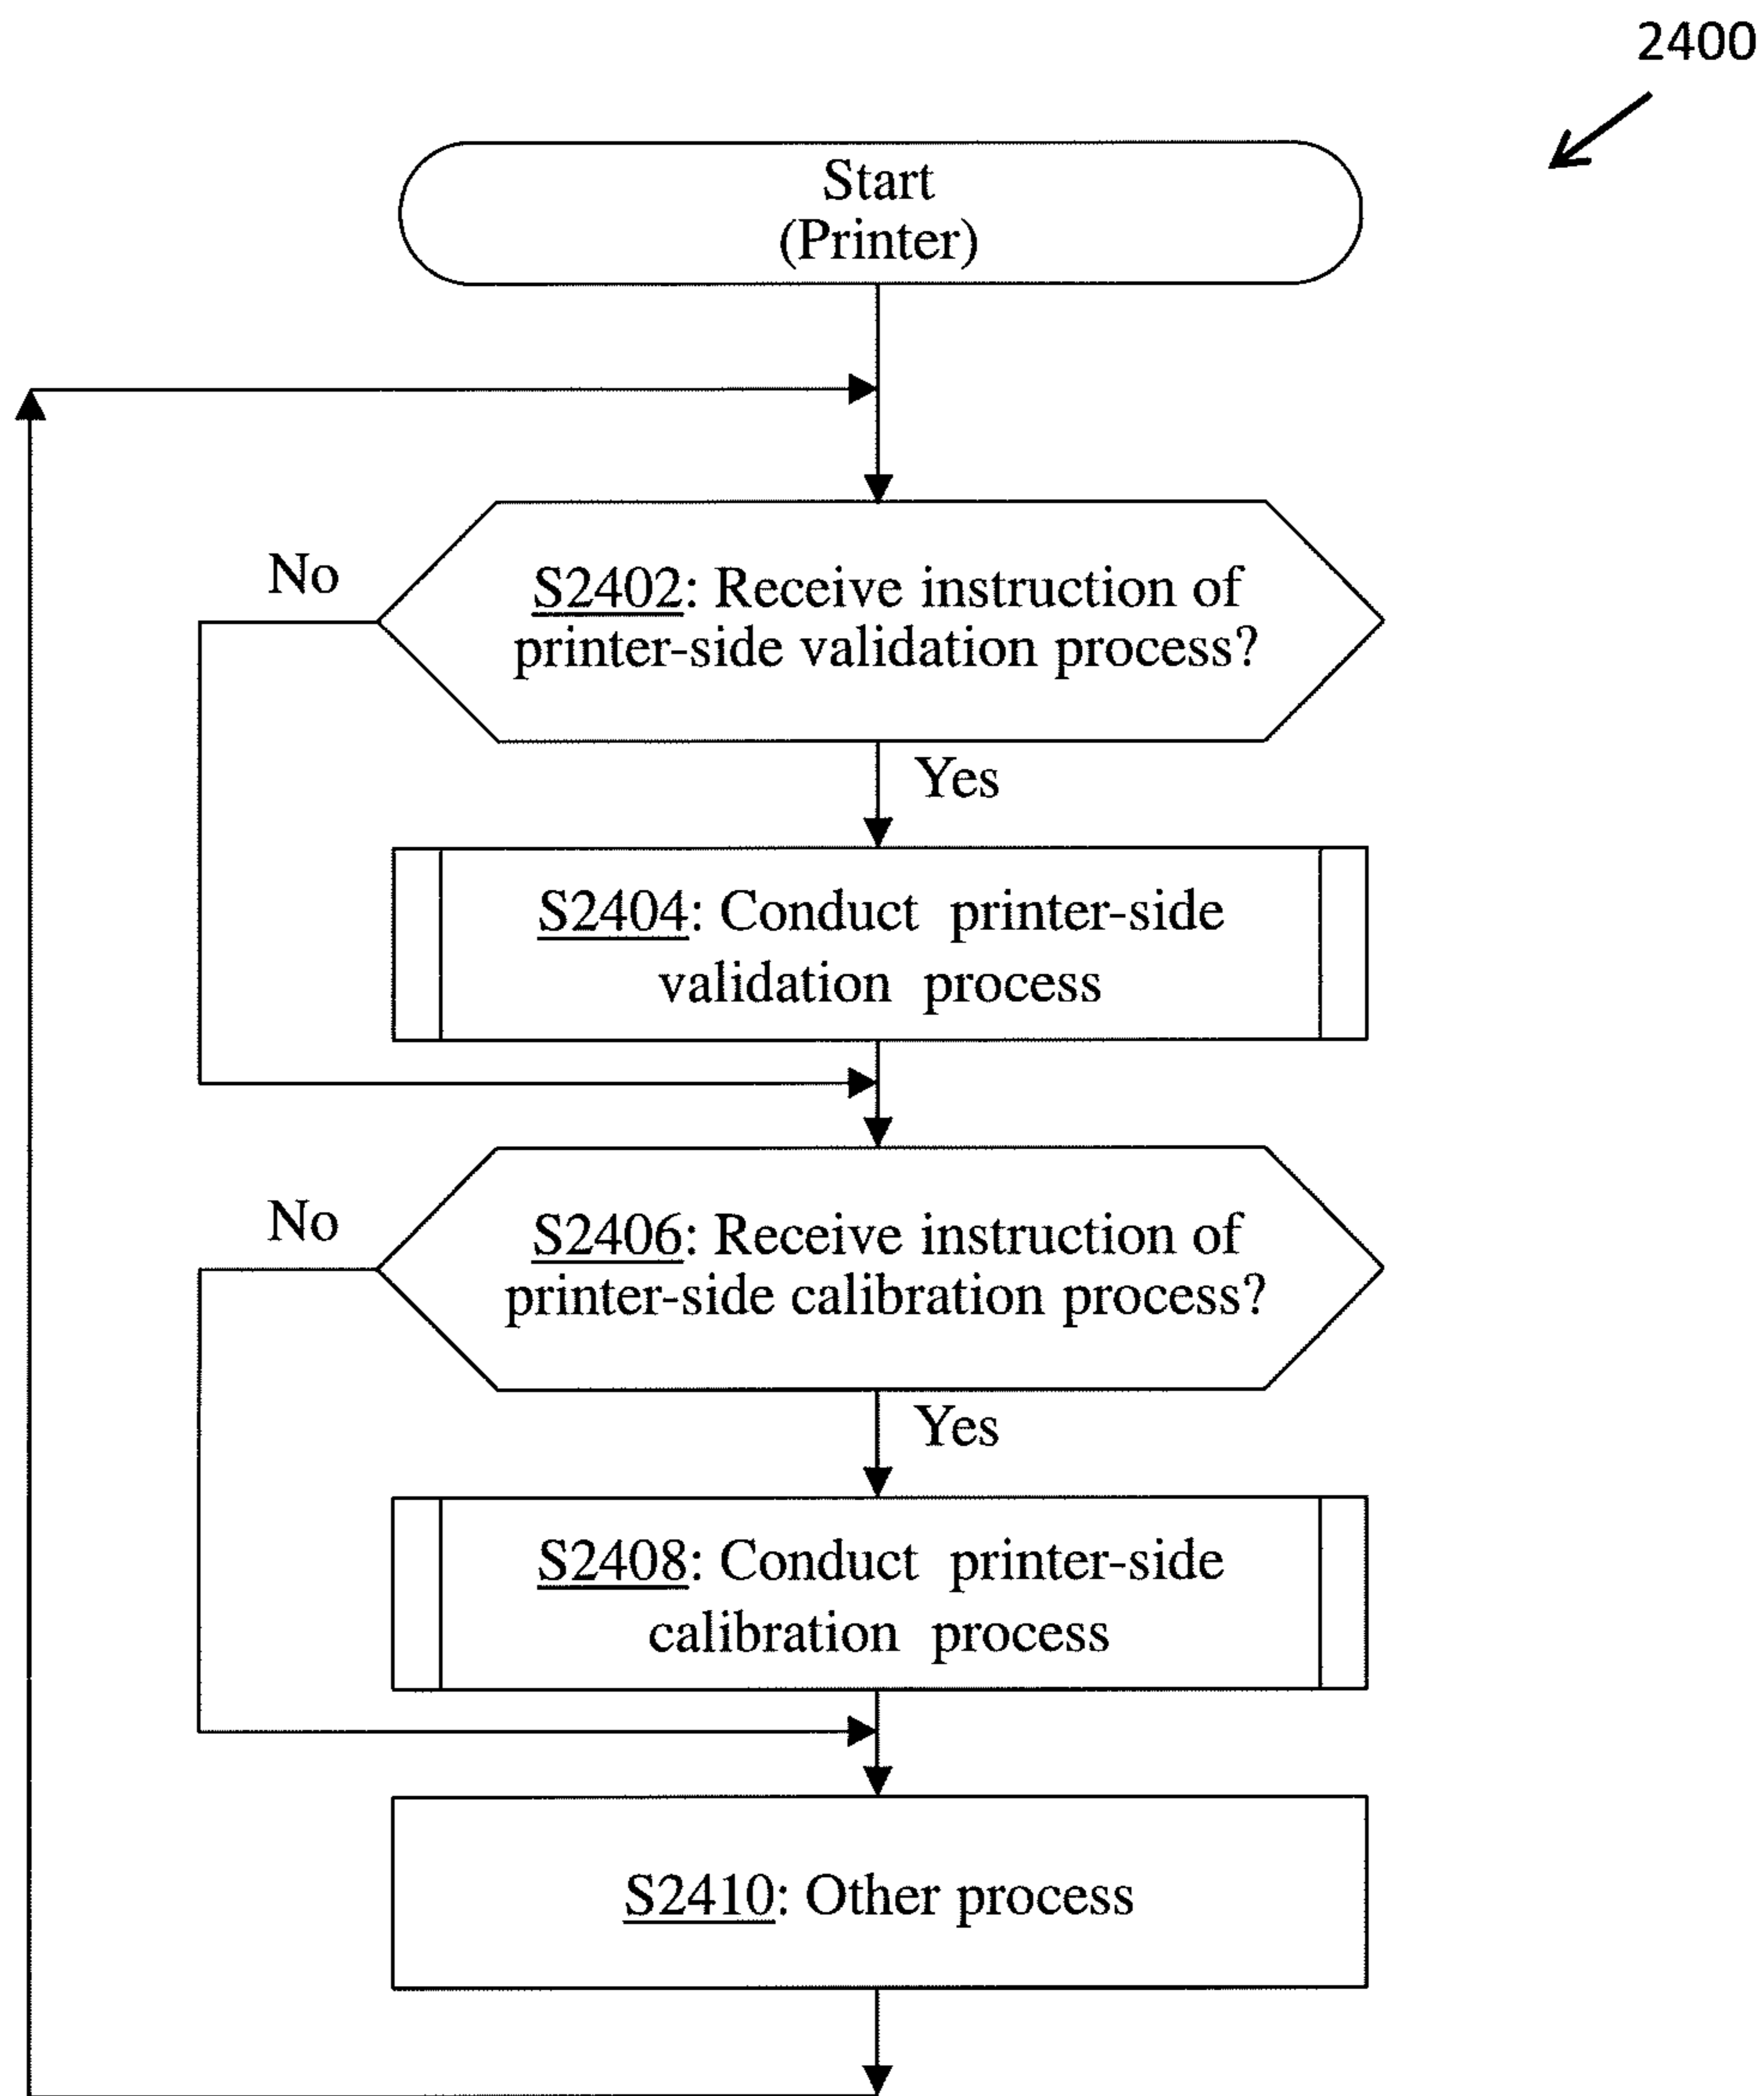 2400
Start
(Printer)
No
S2402: Receive instruction of
printer-side validation process?
Yes
S2404: Conduct printer-side
validation process
No
S2406: Receive instruction of
printer-side calibration process?
Yes
S2408: Conduct printer-side
calibration process
S2410: Other process